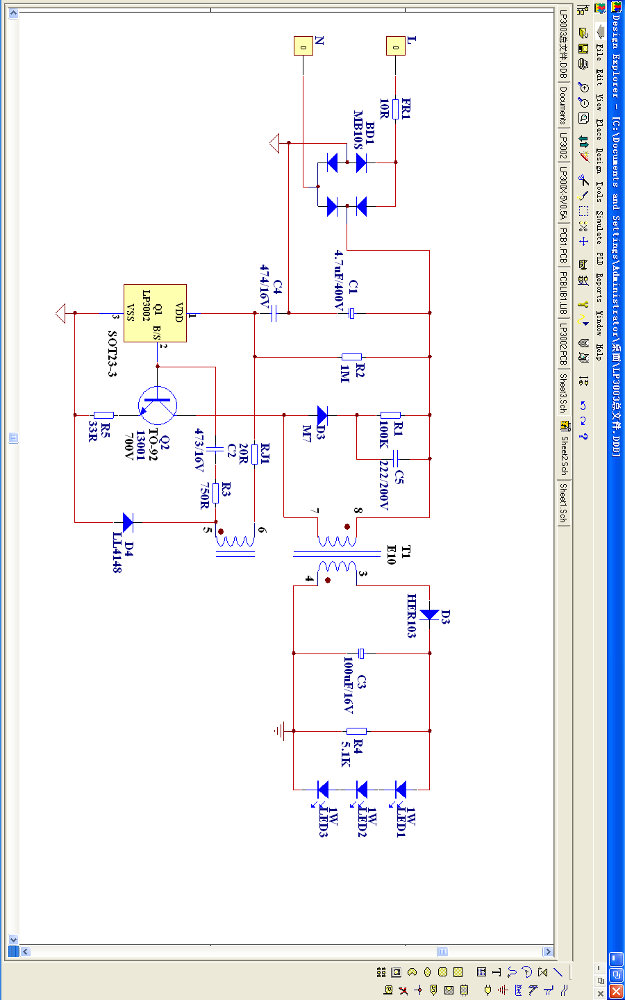 Design Explorer - [C:\Documents and Settings\Administrator\桌面\LP3003总文件.DDB]
File Edit View Place Design Tools Simulate PLD Reports Window Help
LP3003总文件.DDB Documents LP3002 LP300X-5V0.5A PCB1.PCB PCBLIB1.LIB LP3002.PCB Sheet3.Sch Sheet2.Sch Sheet1.Sch
L
0
N
0
FR1
10R
BD1
MB10S
C1
4.7uF/400V
C4
474/16V
R2
1M
R1
100K
C5
222/200V
D3
M7
VDD
1
Q1
LP3002
B/S
2
VSS
3
SOT23-3
Q2
TO-92
13001
700V
R5
33R
C2
473/16V
RJ1
20R
R3
750R
D4
LL4148
5
6
7
8
T1
E10
3
4
D3
HER103
C3
100uF/16V
R4
5.1K
1W
LED1
1W
LED2
1W
LED3
Net